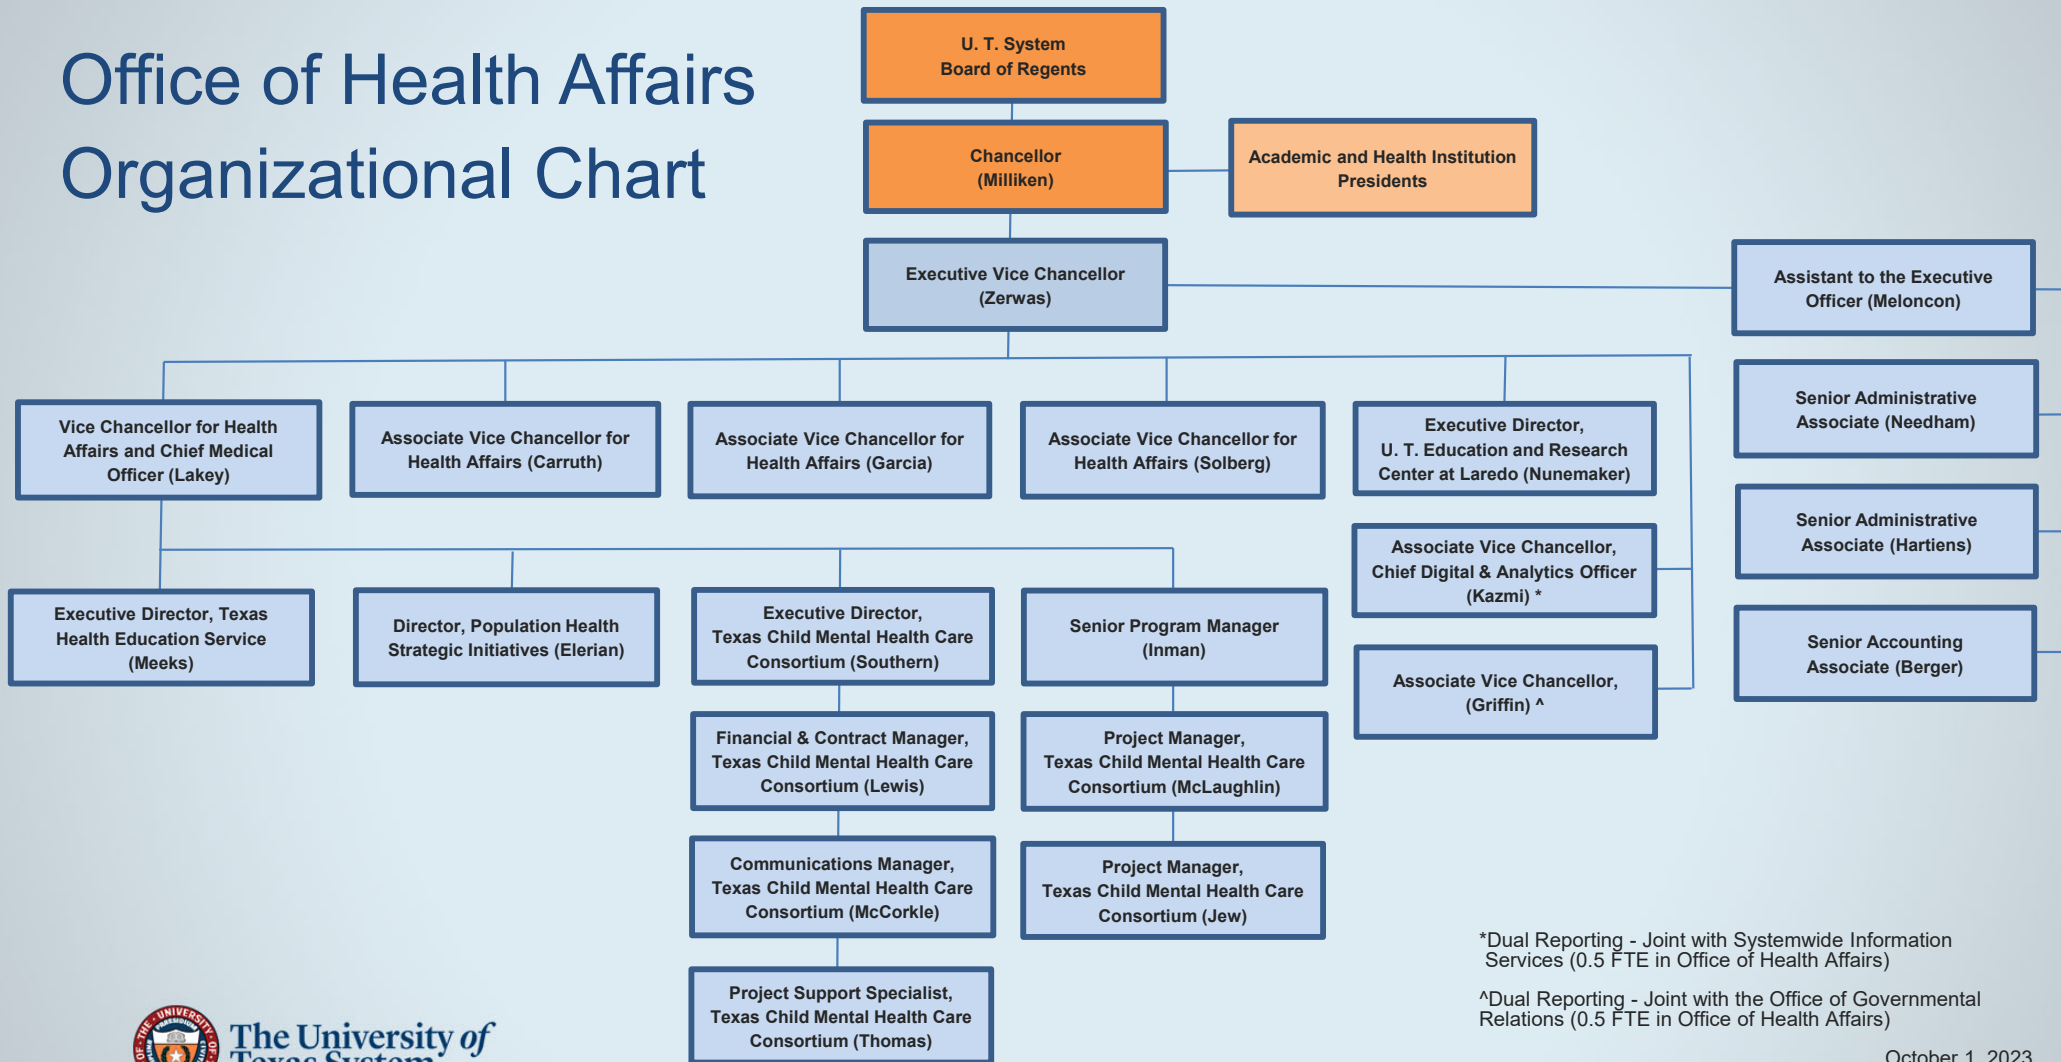 Office of Health Affairs
Organizational Chart
U. T. System
Board of Regents
Chancellor
(Milliken)
Academic and Health Institution
Presidents
Executive Vice Chancellor
(Zerwas)
Assistant to the Executive
Officer (Meloncon)
Senior Administrative
Associate (Needham)
Senior Administrative
Associate (Hartiens)
Senior Accounting
Associate (Berger)
Vice Chancellor for Health
Affairs and Chief Medical
Officer (Lakey)
Associate Vice Chancellor for
Health Affairs (Carruth)
Associate Vice Chancellor for
Health Affairs (Garcia)
Associate Vice Chancellor for
Health Affairs (Solberg)
Executive Director,
U. T. Education and Research
Center at Laredo (Nunemaker)
Associate Vice Chancellor,
Chief Digital & Analytics Officer
(Kazmi) *
Associate Vice Chancellor,
(Griffin) ^
Executive Director, Texas
Health Education Service
(Meeks)
Director, Population Health
Strategic Initiatives (Elerian)
Executive Director,
Texas Child Mental Health Care
Consortium (Southern)
Senior Program Manager
(Inman)
Financial & Contract Manager,
Texas Child Mental Health Care
Consortium (Lewis)
Project Manager,
Texas Child Mental Health Care
Consortium (McLaughlin)
Communications Manager,
Texas Child Mental Health Care
Consortium (McCorkle)
Project Manager,
Texas Child Mental Health Care
Consortium (Jew)
Project Support Specialist,
Texas Child Mental Health Care
Consortium (Thomas)
*Dual Reporting - Joint with Systemwide Information
Services (0.5 FTE in Office of Health Affairs)
^Dual Reporting - Joint with the Office of Governmental
Relations (0.5 FTE in Office of Health Affairs)
The University of
Texas System
October 1, 2023